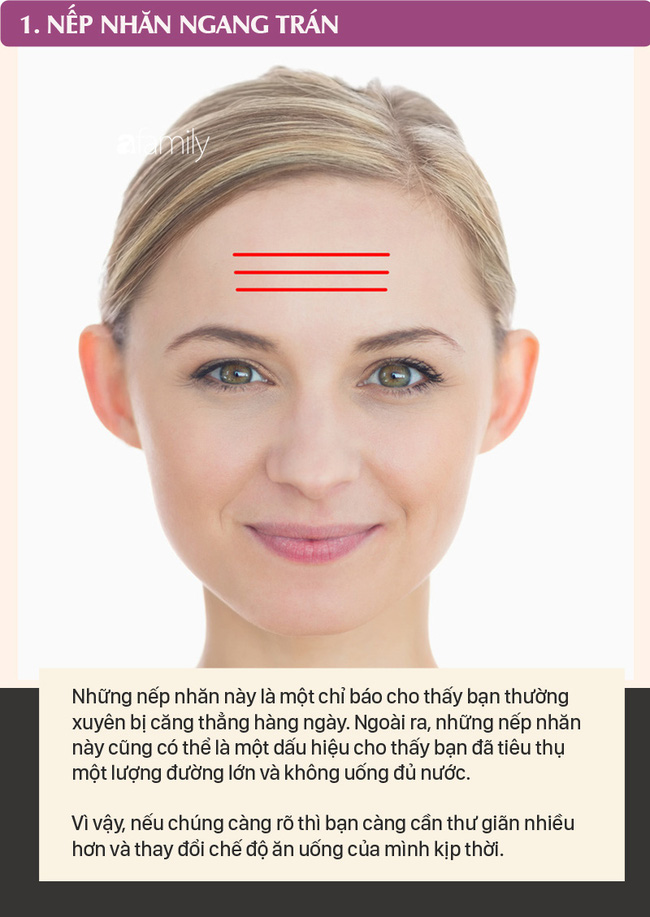 1. NẾP NHĂN NGANG TRÁN
afamily
Những nếp nhăn này là một chỉ báo cho thấy bạn thường
xuyên bị căng thẳng hàng ngày. Ngoài ra, những nếp nhăn
này cũng có thể là một dấu hiệu cho thấy bạn đã tiêu thụ
một lượng đường lớn và không uống đủ nước.
Vì vậy, nếu chúng càng rõ thì bạn càng cần thư giãn nhiều
hơn và thay đổi chế độ ăn uống của mình kịp thời.